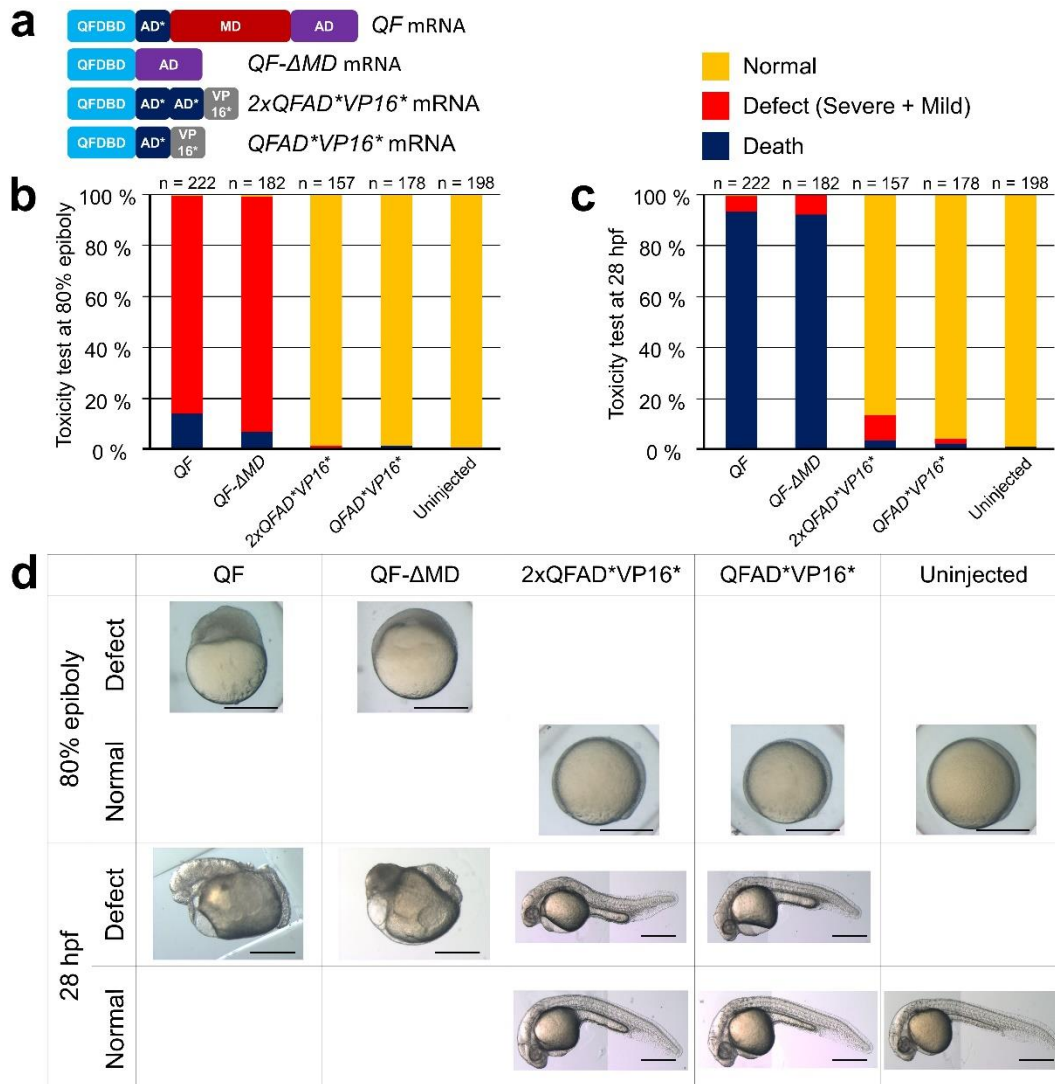 a
QFDBD AD* MD AD QF mRNA
QFDBD AD QF-ΔMD mRNA
QFDBD AD* AD* VP 16* 2xQFAD*VP16* mRNA
QFDBD AD* VP 16* QFAD*VP16* mRNA
Normal
Defect (Severe + Mild)
Death
b
n = 222 n = 182 n = 157 n = 178 n = 198
Toxicity test at 80% epiboly
100 %
80 %
60 %
40 %
20 %
0 %
QF QF-ΔMD 2xQFAD*VP16* QFAD*VP16* Uninjected
c
n = 222 n = 182 n = 157 n = 178 n = 198
Toxicity test at 28 hpf
100 %
80 %
60 %
40 %
20 %
0 %
QF QF-ΔMD 2xQFAD*VP16* QFAD*VP16* Uninjected
d
QF QF-ΔMD 2xQFAD*VP16* QFAD*VP16* Uninjected
80% epiboly
Defect
Normal
28 hpf
Defect
Normal